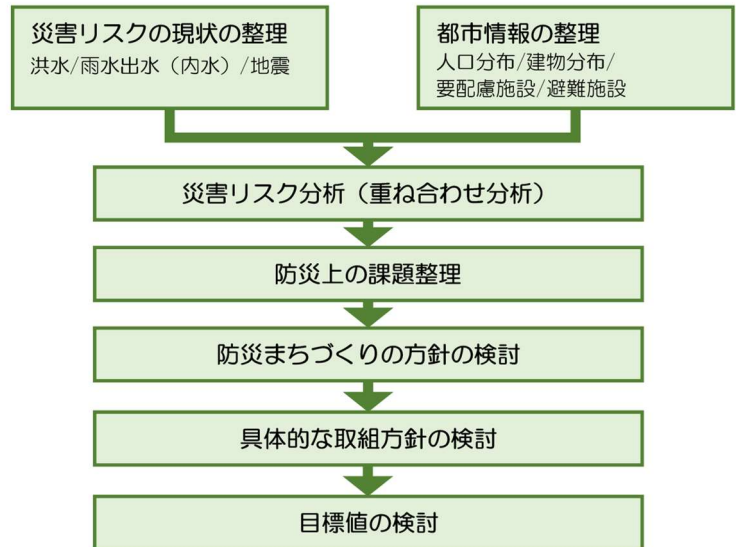 災害リスクの現状の整理
洪水/雨水出水（内水）/地震
都市情報の整理
人口分布/建物分布/
要配慮施設/避難施設
災害リスク分析（重ね合わせ分析）
防災上の課題整理
防災まちづくりの方針の検討
具体的な取組方針の検討
目標値の検討